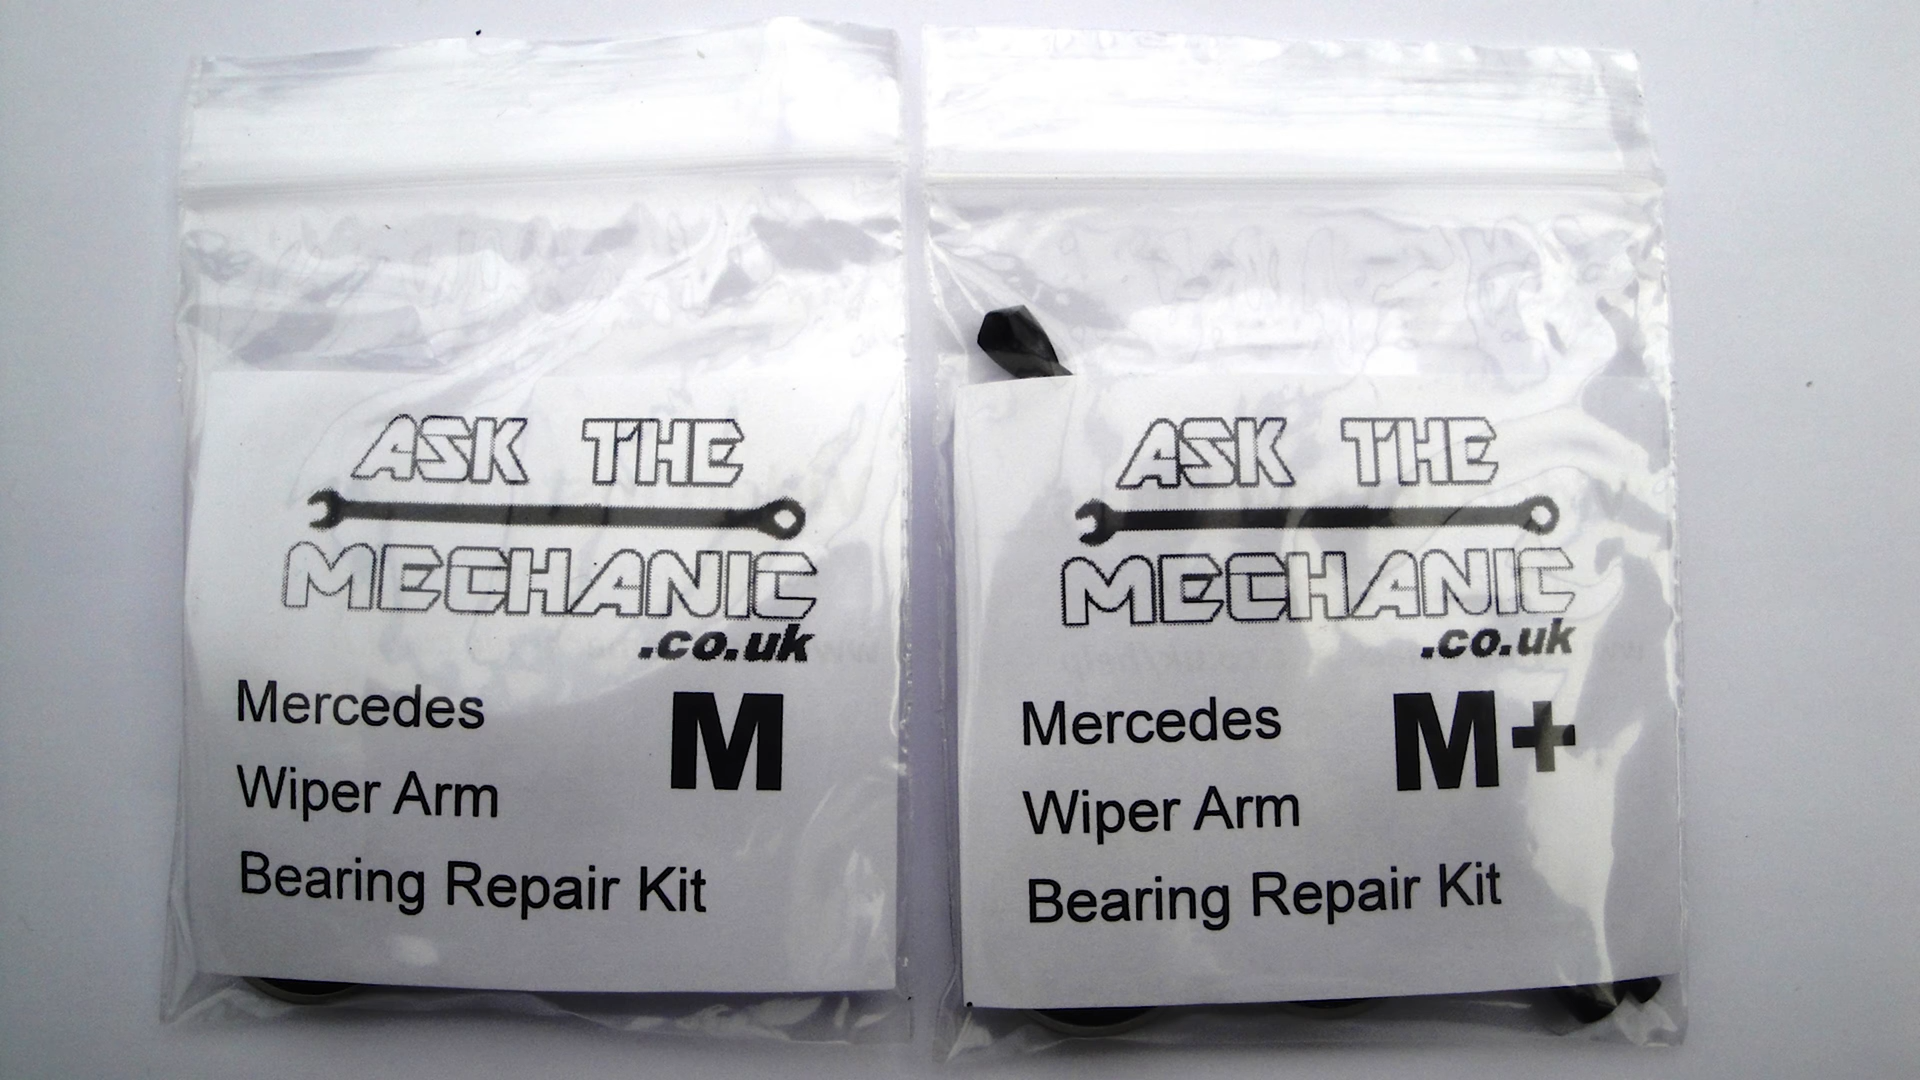 ASK THE
MECHANIC
.co.uk
Mercedes M
Wiper Arm
Bearing Repair Kit
ASK THE
MECHANIC
.co.uk
Mercedes M+
Wiper Arm
Bearing Repair Kit